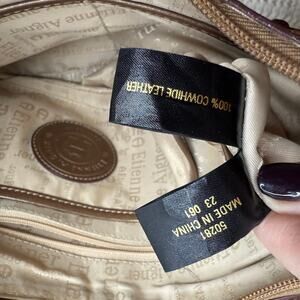 100% COWHIDE LEATHER
50281
MADE IN CHINA
23 061
Etienne Aigner